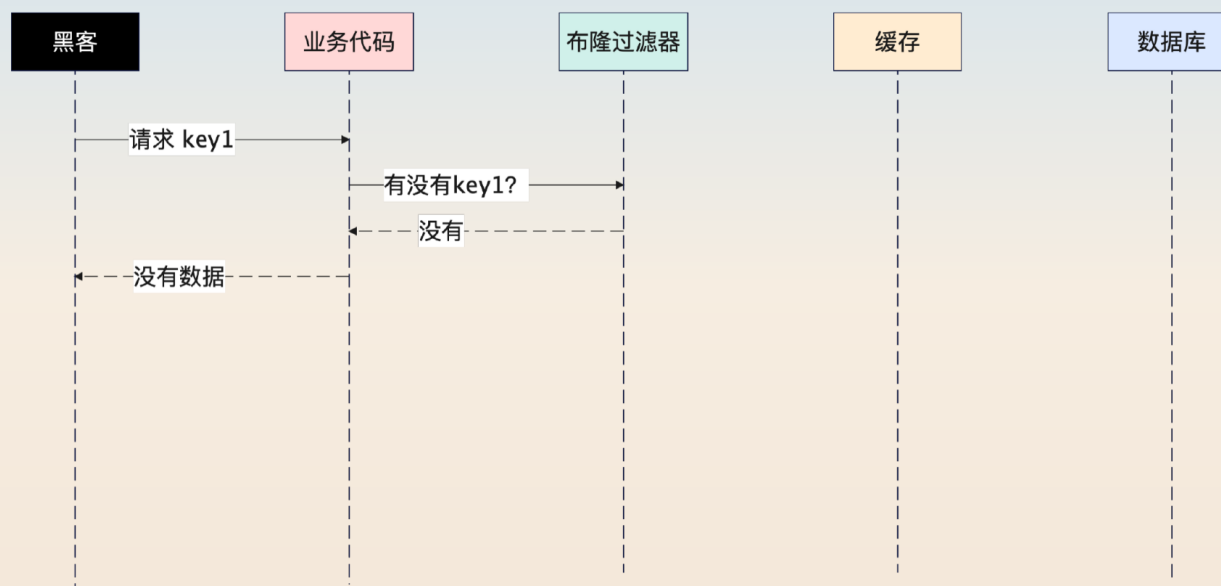 黑客
业务代码
布隆过滤器
缓存
数据库
请求 key1
有没有key1?
没有
没有数据